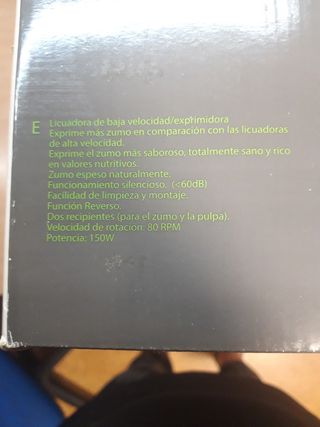 E Licuadora de baja velocidad/exprimidora
Exprime más zumo en comparación con las licuadoras
de alta velocidad.
Exprime el zumo más saboroso, totalmente sano y rico
en valores nutritivos.
Zumo espeso naturalmente.
Funcionamiento silencioso. (<60dB)
Facilidad de limpieza y montaje.
Función Reverso.
Dos recipientes (para el zumo y la pulpa).
Velocidad de rotación: 80 RPM
Potencia: 150W